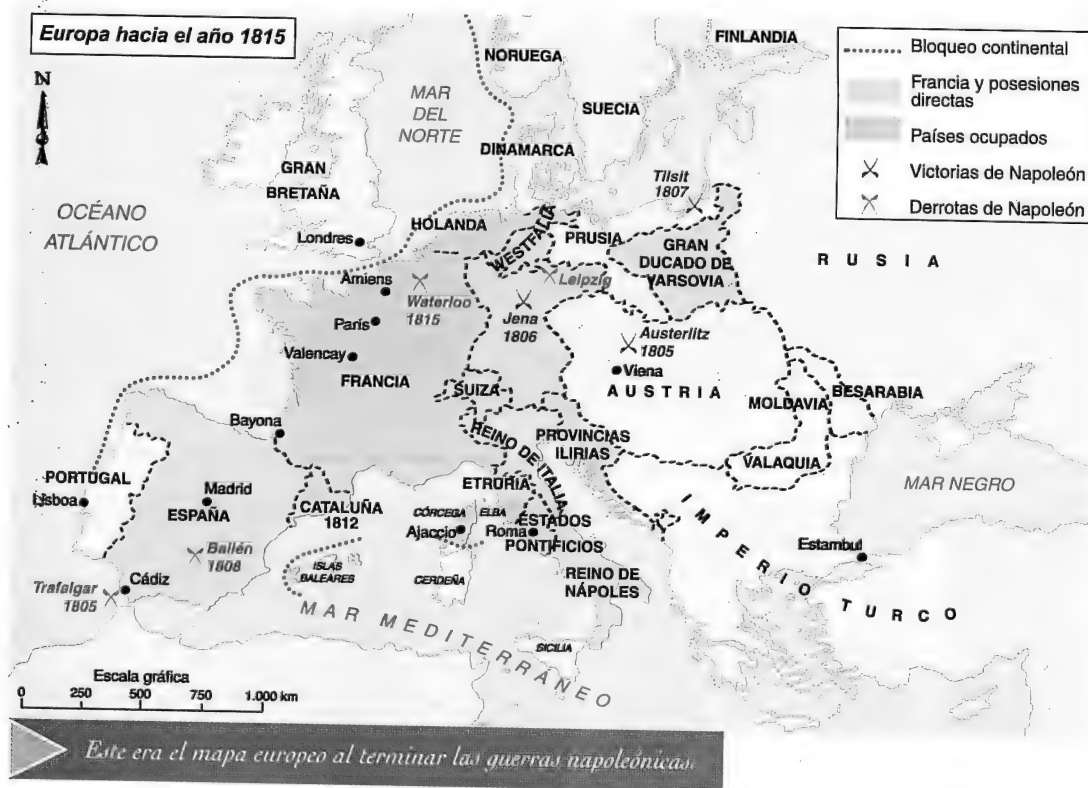 Europa hacia el año 1815
N
Bloqueo continental
Francia y posesiones
directas
Países ocupados
Victorias de Napoleón
Derrotas de Napoleón
NORUEGA
FINLANDIA
SUECIA
MAR
DEL
NORTE
DINAMARCA
GRAN
BRETAÑA
OCÉANO
ATLÁNTICO
Londres
HOLANDA
WESTFALIA
PRUSIA
Tilsit
1807
GRAN
DUCADO DE
VARSOVIA
RUSIA
Amiens
Waterloo
1815
Leipzig
Jena
1806
París
Valencay
FRANCIA
Austerlitz
1805
Viena
AUSTRIA
SUIZA
MOLDAVIA
BESARABIA
Bayona
REINO DE ITALIA
PROVINCIAS
ILIRIAS
VALAQUIA
MAR NEGRO
PORTUGAL
Lisboa
Madrid
ESPAÑA
CATALUÑA
1812
ETRURIA
CÓRCEGA
ELBA
Ajaccio
Roma
ESTADOS
PONTIFICIOS
IMPERIO TURCO
Estambul
Bailén
1808
ISLAS
BALEARES
CERDEÑA
REINO DE
NÁPOLES
Trafalgar
1805
Cádiz
MAR MEDITERRÁNEO
SICILIA
Escala gráfica
0 250 500 750 1.000 km
Este era el mapa europeo al terminar las guerras napoleónicas.